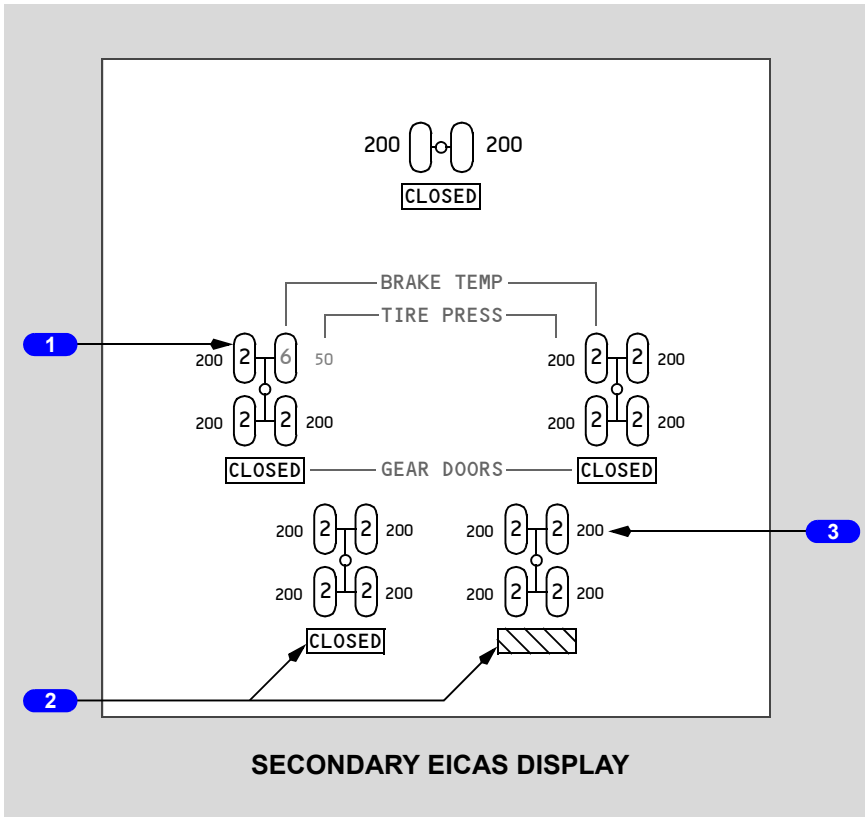 200 200
CLOSED
BRAKE TEMP
TIRE PRESS
1
200 2 6 50 200 2 2 200
200 2 2 200 200 2 2 200
CLOSED GEAR DOORS CLOSED
200 2 2 200 200 2 2 200 3
200 2 2 200 200 2 2 200
CLOSED
2
SECONDARY EICAS DISPLAY